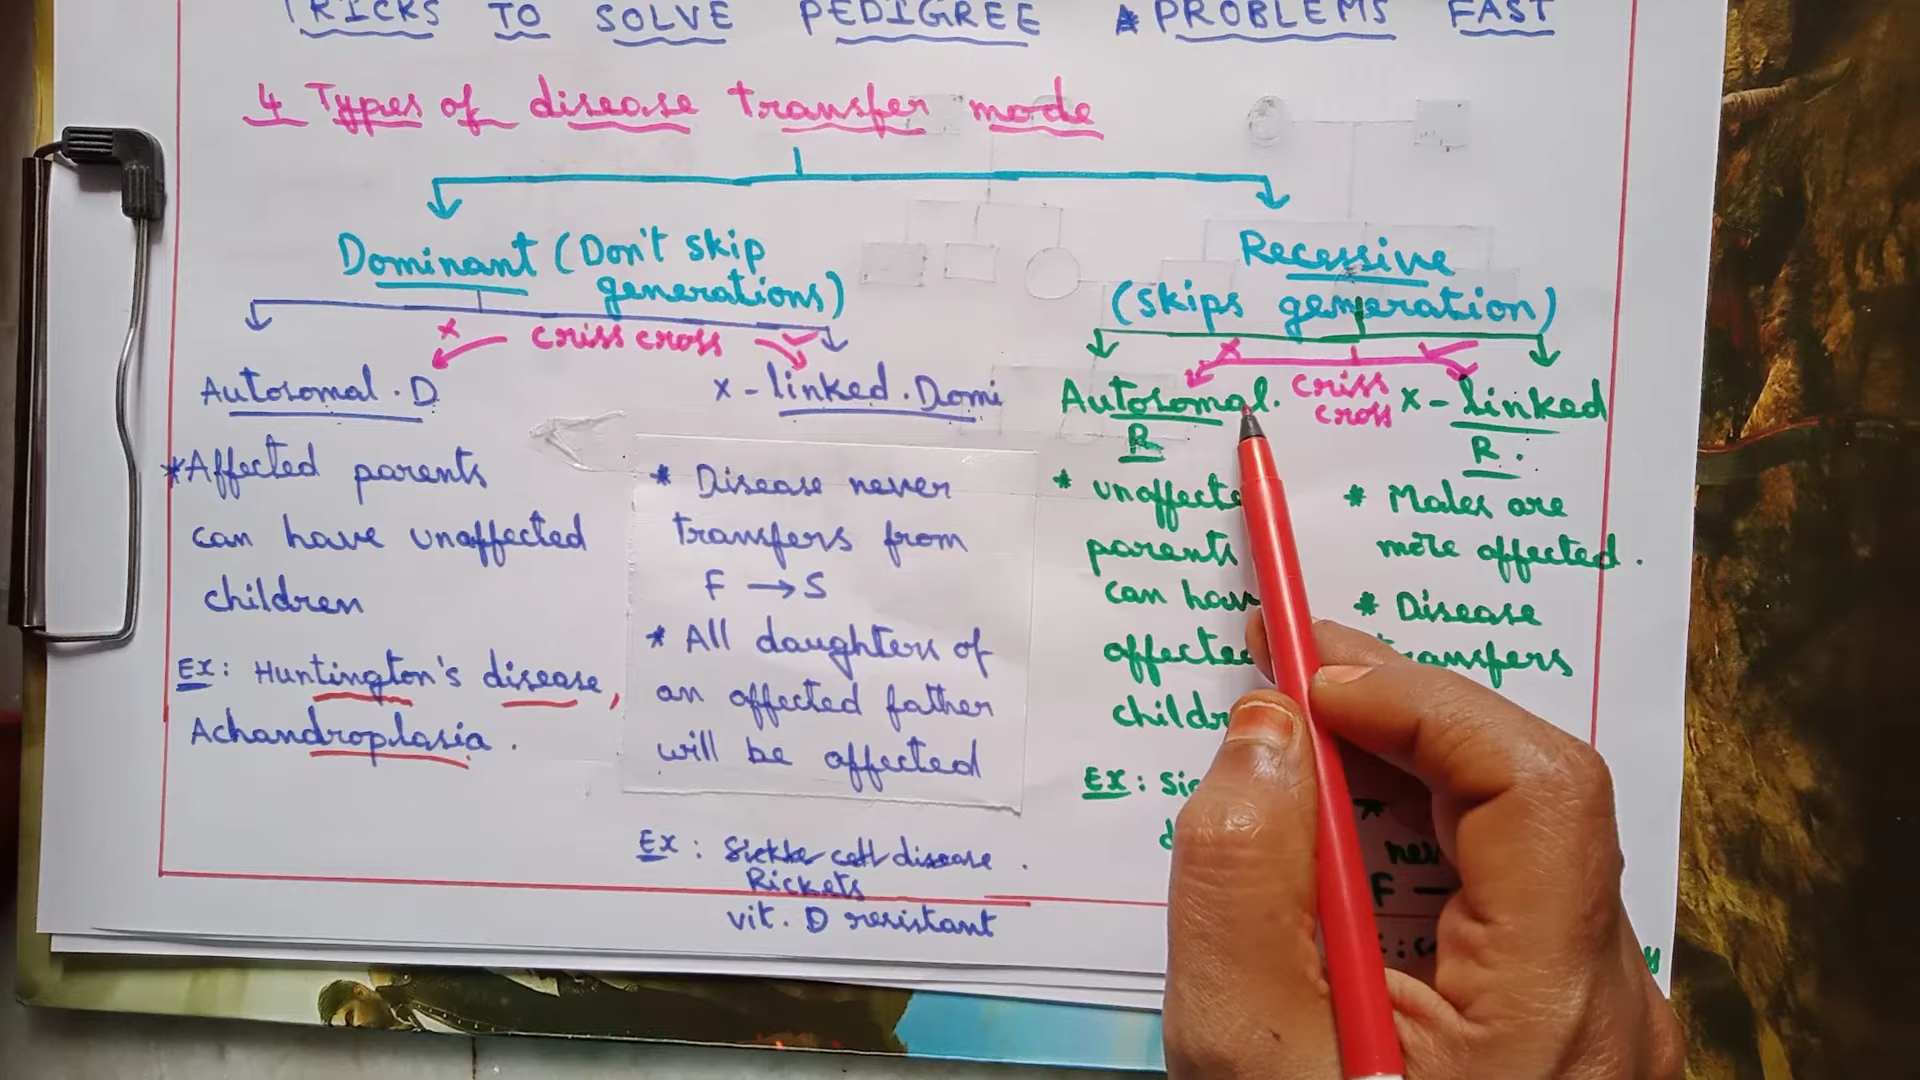 TRICKS TO SOLVE PEDIGREE PROBLEMS FAST
4 Types of disease transfer mode
Dominant (Don't skip
generations)
criss cross
Autosomal . D
x - linked . Domi
*Affected parents
can have unaffected
children
Ex: Huntington's disease,
Achandroplasia .
* Disease never
transfers from
F → S
* All daughters of
an affected father
will be affected
Ex : Sickle cell disease .
Rickets
vit. D resistant
Recessive
(skips generation)
criss
cross
Autosomal.
R
x - linked
R .
* unaffecte
parents
can hav
affected
childr
Ex : Sic
* Males are
more affected .
* Disease
transfers
F —